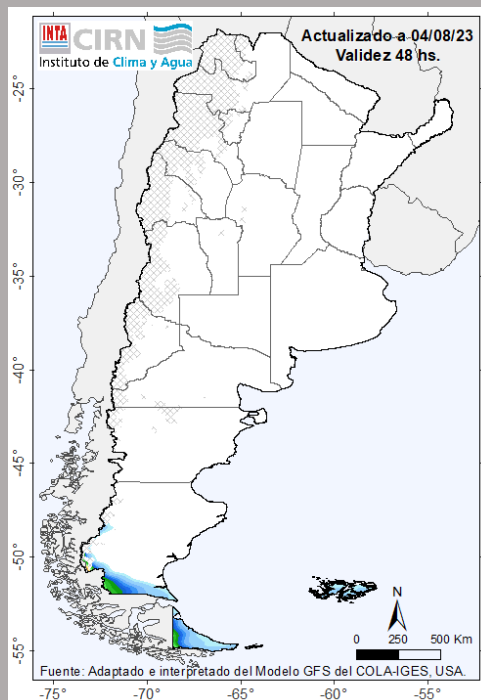 INTA CIRN
Instituto de Clima y Agua
Actualizado a 04/08/23
Validez 48 hs.
-25°
-30°
-35°
-40°
-45°
-50°
-55°
N
0 250 500 Km
Fuente: Adaptado e interpretado del Modelo GFS del COLA-IGES, USA.
-75° -70° -65° -60° -55°